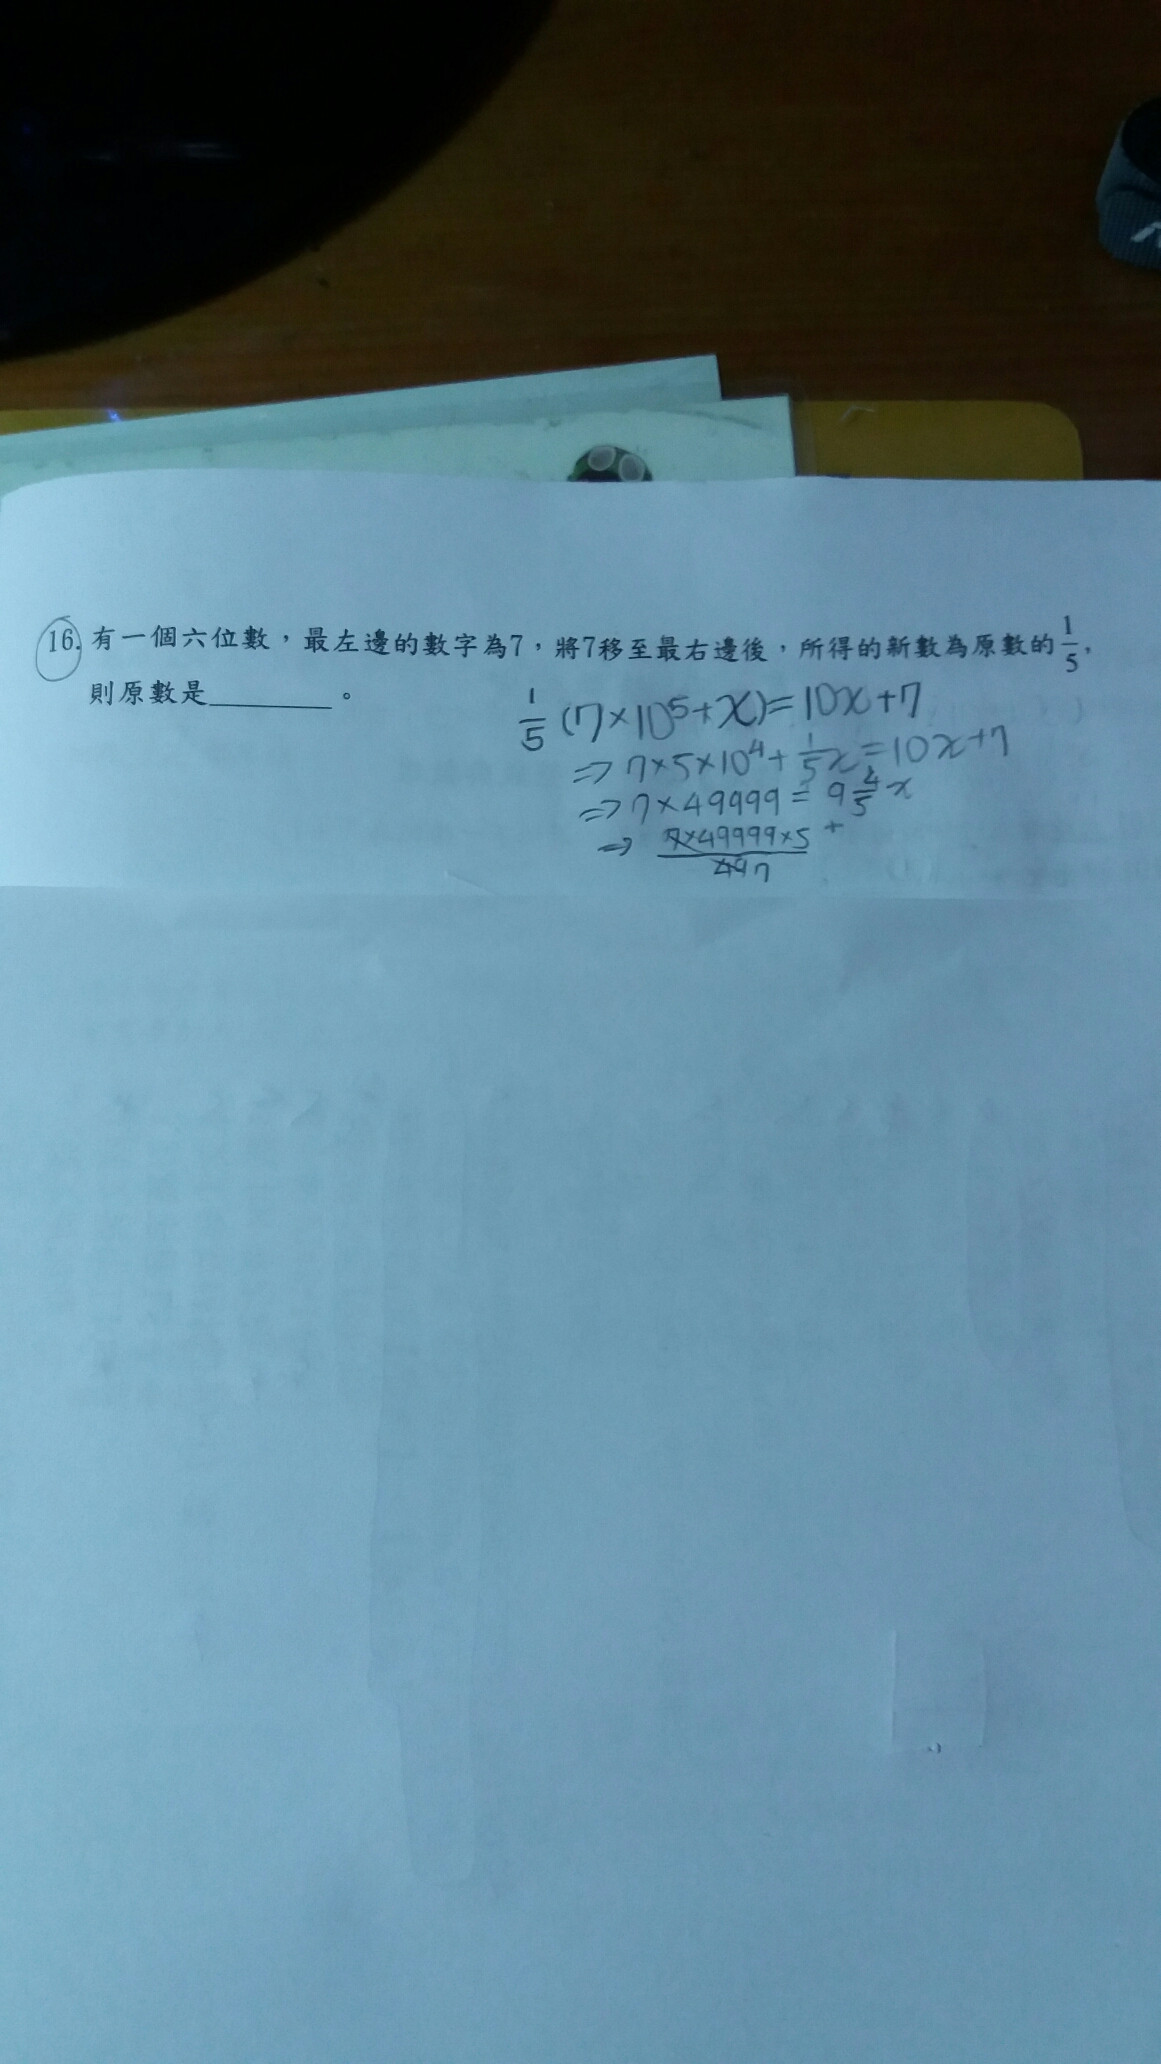 16. 有一個六位數，最左邊的數字為7，將7移至最右邊後，所得的新數為原數的1/5，
則原數是________。
1/5 (7×10⁵+x)=10x+7
⇒ 7×5×10⁴+1/5x=10x+7
⇒ 7×49999=9 4/5 x
⇒ 7×49999×5/497